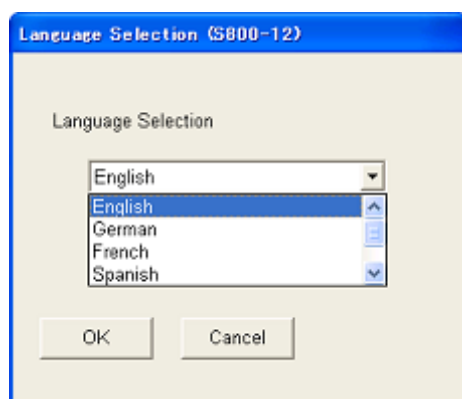 Language Selection (S800-12)
Language Selection
English
English
German
French
Spanish
OK
Cancel